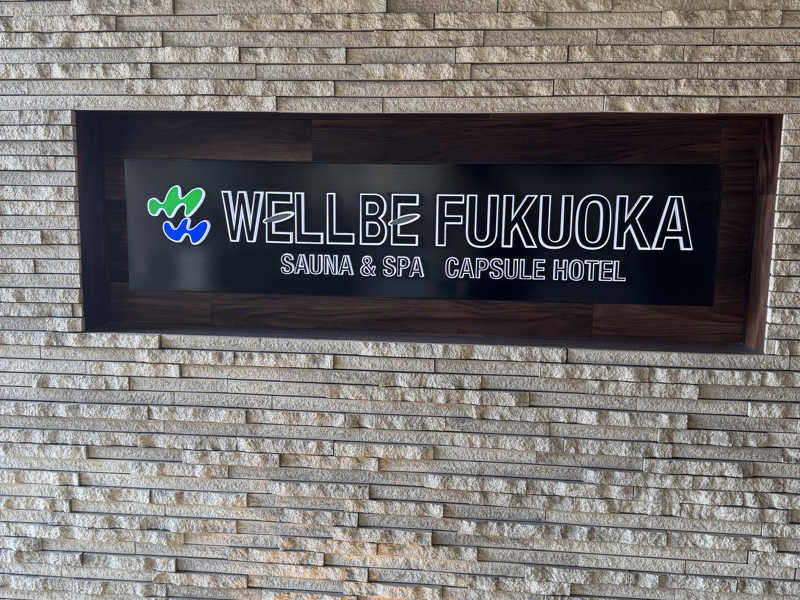 WELLBE FUKUOKA
SAUNA & SPA CAPSULE HOTEL